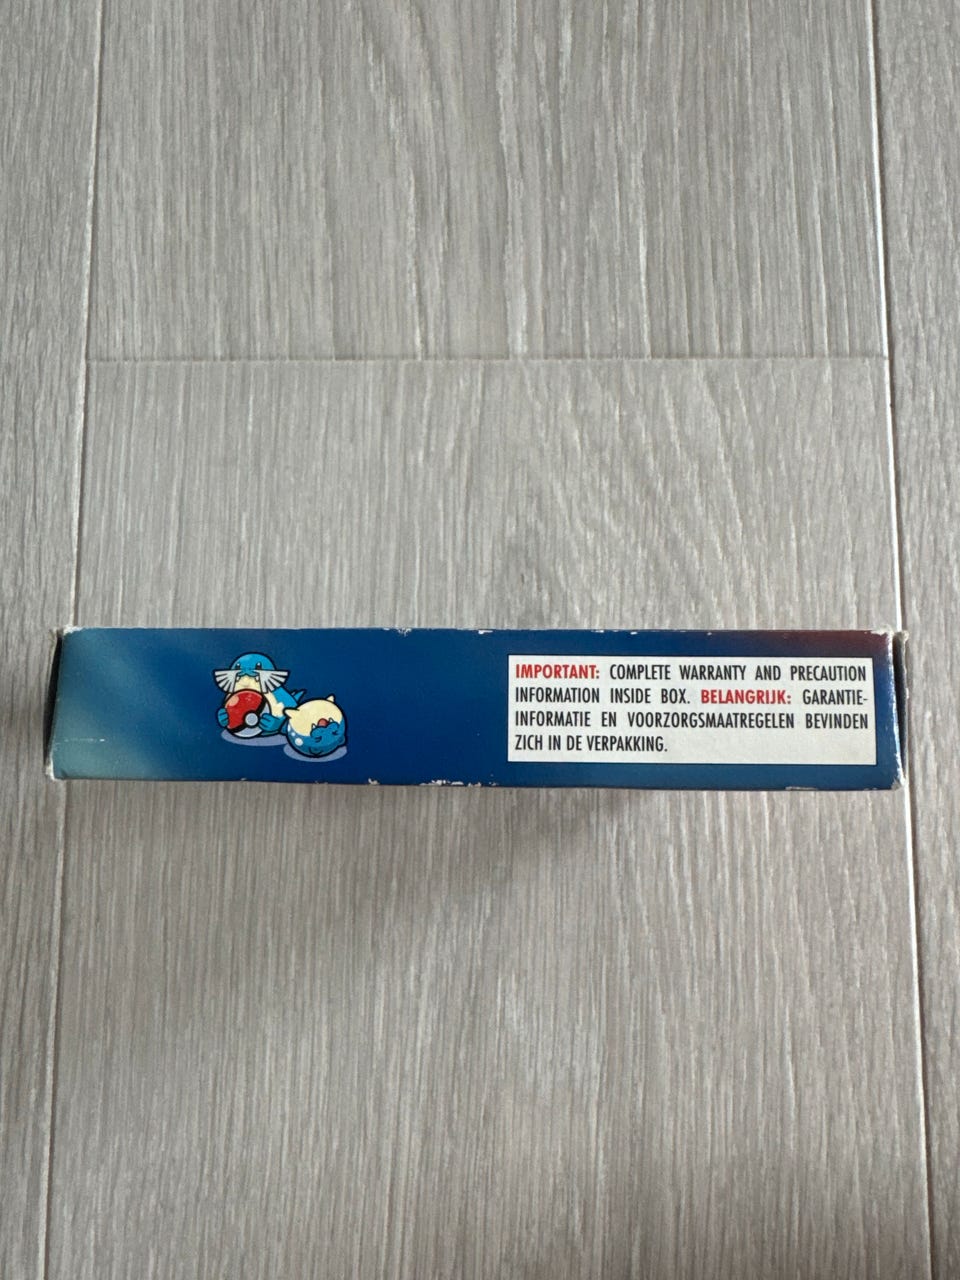 IMPORTANT: COMPLETE WARRANTY AND PRECAUTION
INFORMATION INSIDE BOX. BELANGRIJK: GARANTIE-
INFORMATIE EN VOORZORGSMAATREGELEN BEVINDEN
ZICH IN DE VERPAKKING.